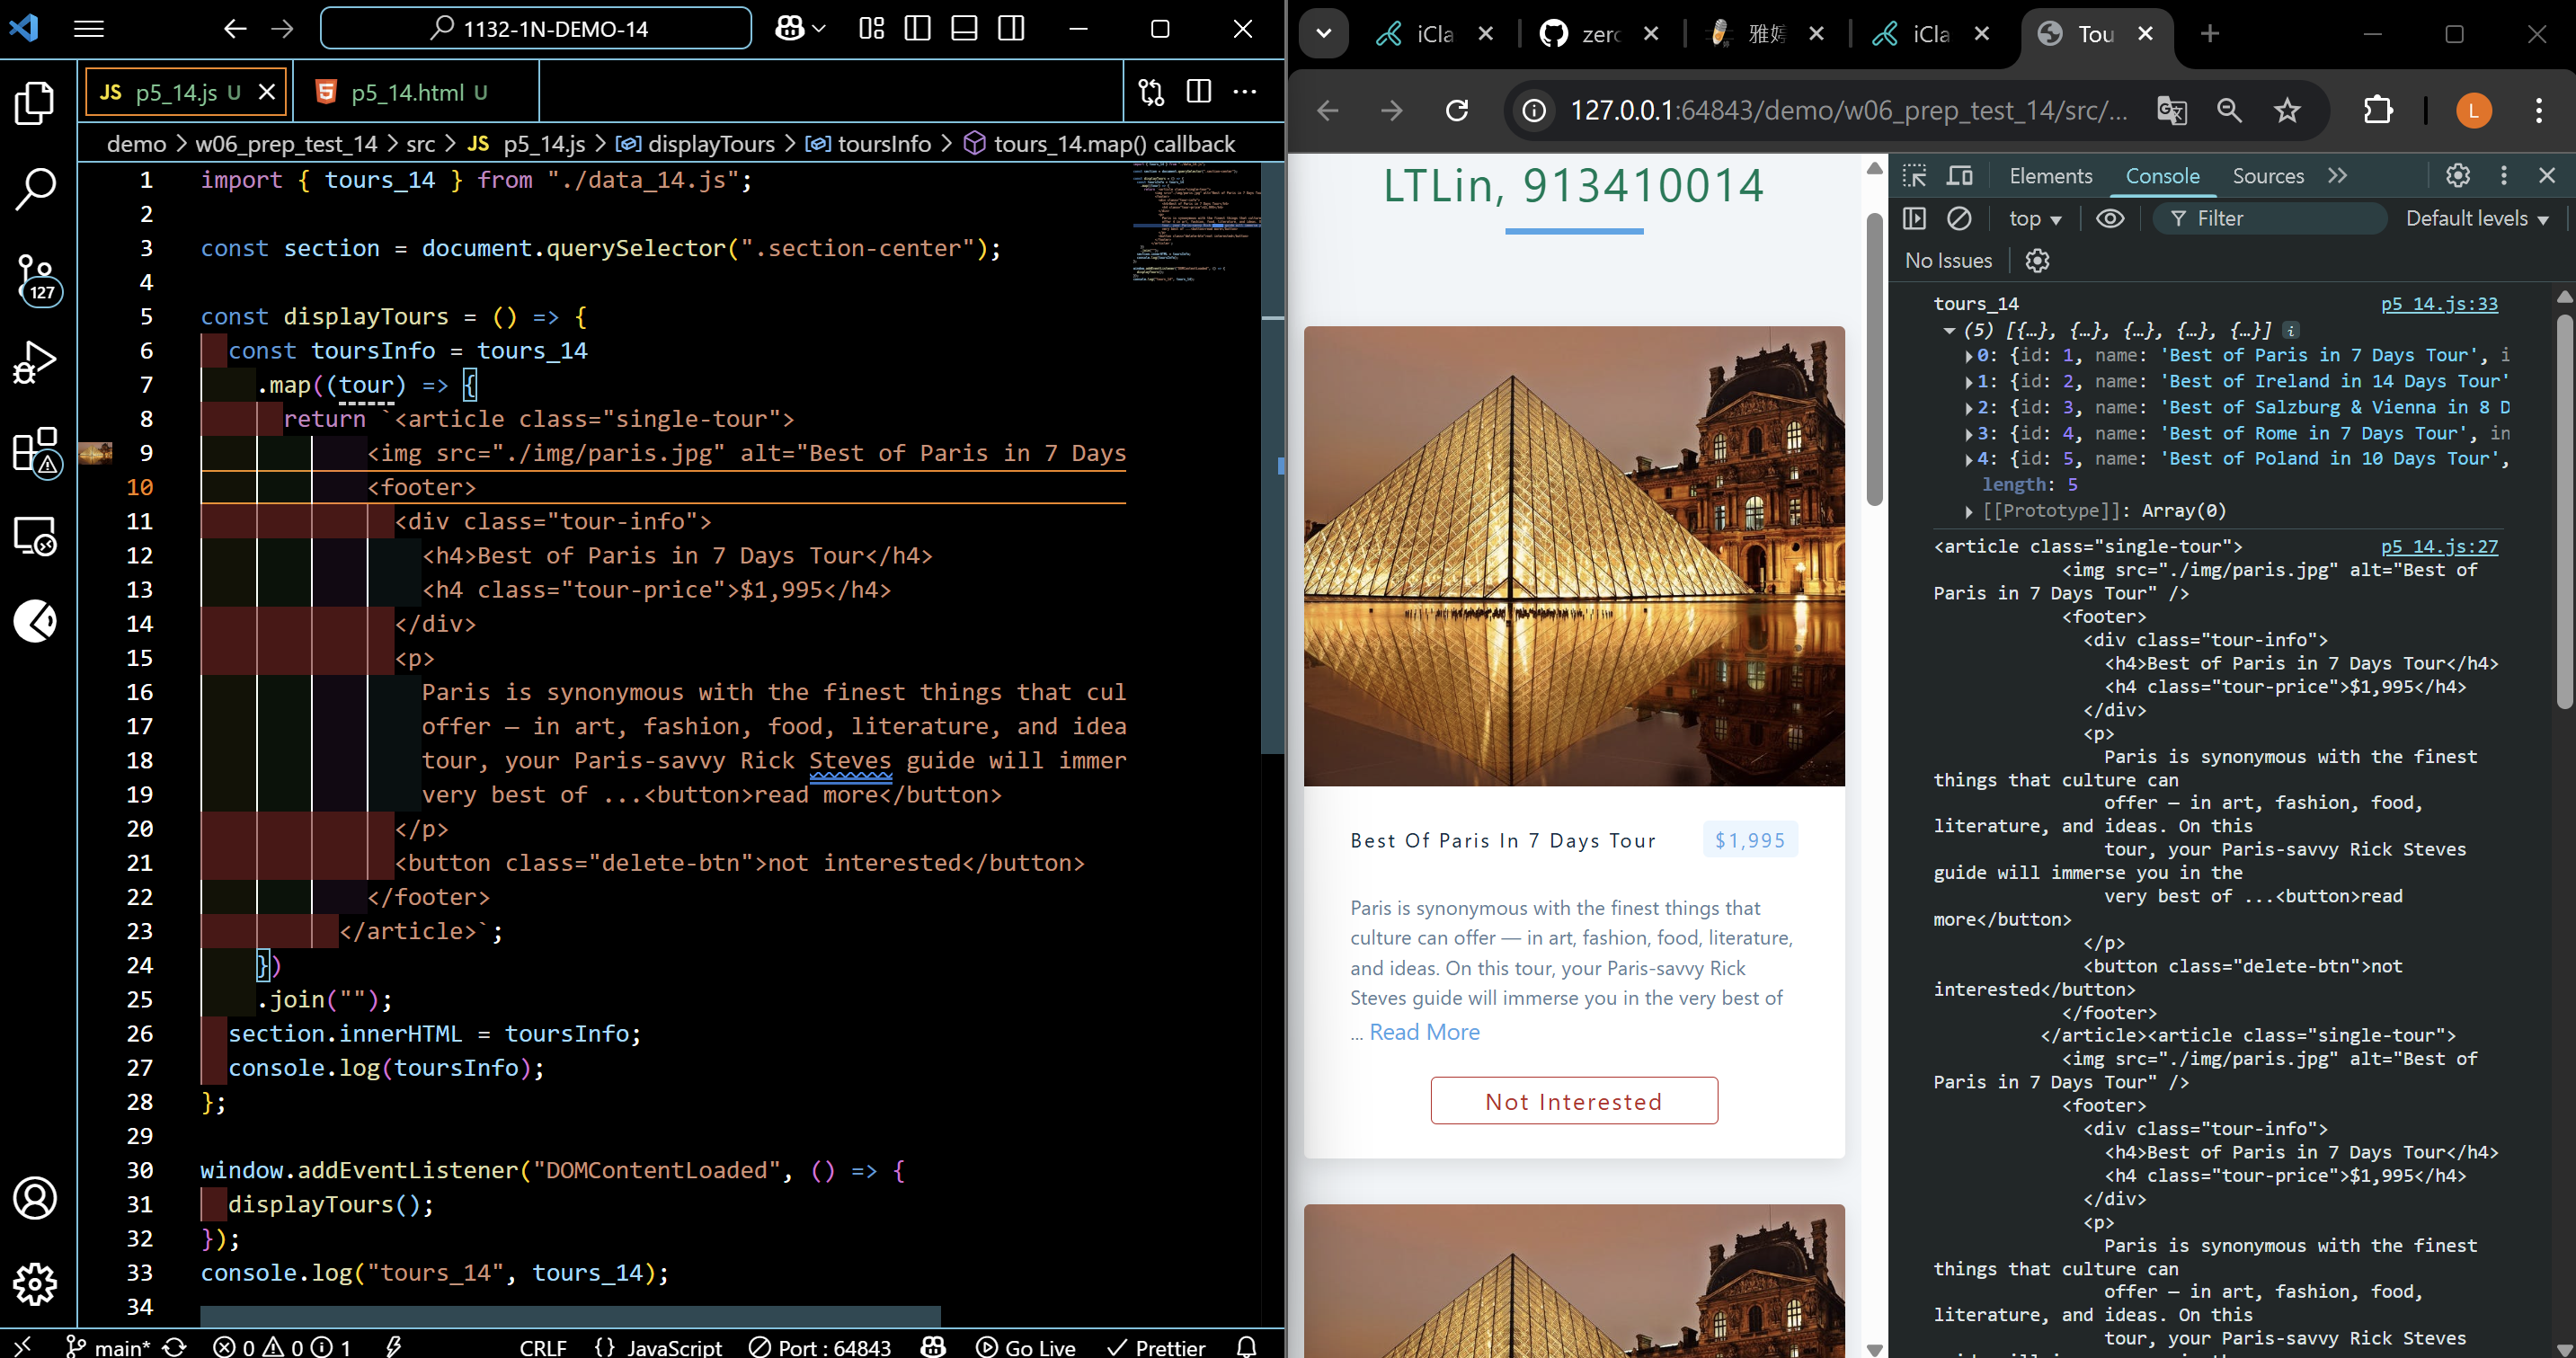 1132-1N-DEMO-14
JS p5_14.js U
p5_14.html U
demo > w06_prep_test_14 > src > JS p5_14.js > displayTours > toursInfo > tours_14.map() callback
127
1 import { tours_14 } from "./data_14.js";
2
3 const section = document.querySelector(".section-center");
4
5 const displayTours = () => {
6 const toursInfo = tours_14
7 .map((tour) => {
8 return `<article class="single-tour">
9 <img src="./img/paris.jpg" alt="Best of Paris in 7 Days
10 <footer>
11 <div class="tour-info">
12 <h4>Best of Paris in 7 Days Tour</h4>
13 <h4 class="tour-price">$1,995</h4>
14 </div>
15 <p>
16 Paris is synonymous with the finest things that cul
17 offer — in art, fashion, food, literature, and idea
18 tour, your Paris-savvy Rick Steves guide will immer
19 very best of ...<button>read more</button>
20 </p>
21 <button class="delete-btn">not interested</button>
22 </footer>
23 </article>`;
24 })
25 .join("");
26 section.innerHTML = toursInfo;
27 console.log(toursInfo);
28 };
29
30 window.addEventListener("DOMContentLoaded", () => {
31 displayTours();
32 });
33 console.log("tours_14", tours_14);
34
main* 0 0 1 CRLF {} JavaScript Port : 64843 Go Live Prettier
iCla
zerc
雅婷
iCla
Tou
127.0.0.1:64843/demo/w06_prep_test_14/src/...
L
LTLin, 913410014
Best Of Paris In 7 Days Tour
$1,995
Paris is synonymous with the finest things that
culture can offer — in art, fashion, food, literature,
and ideas. On this tour, your Paris-savvy Rick
Steves guide will immerse you in the very best of
... Read More
Not Interested
Elements Console Sources
top Filter Default levels
No Issues
tours_14 p5_14.js:33
(5) [{…}, {…}, {…}, {…}, {…}]
0: {id: 1, name: 'Best of Paris in 7 Days Tour', i
1: {id: 2, name: 'Best of Ireland in 14 Days Tour'
2: {id: 3, name: 'Best of Salzburg & Vienna in 8 D
3: {id: 4, name: 'Best of Rome in 7 Days Tour', in
4: {id: 5, name: 'Best of Poland in 10 Days Tour',
length: 5
[[Prototype]]: Array(0)
<article class="single-tour"> p5_14.js:27
<img src="./img/paris.jpg" alt="Best of
Paris in 7 Days Tour" />
<footer>
<div class="tour-info">
<h4>Best of Paris in 7 Days Tour</h4>
<h4 class="tour-price">$1,995</h4>
</div>
<p>
Paris is synonymous with the finest
things that culture can
offer — in art, fashion, food,
literature, and ideas. On this
tour, your Paris-savvy Rick Steves
guide will immerse you in the
very best of ...<button>read
more</button>
</p>
<button class="delete-btn">not
interested</button>
</footer>
</article><article class="single-tour">
<img src="./img/paris.jpg" alt="Best of
Paris in 7 Days Tour" />
<footer>
<div class="tour-info">
<h4>Best of Paris in 7 Days Tour</h4>
<h4 class="tour-price">$1,995</h4>
</div>
<p>
Paris is synonymous with the finest
things that culture can
offer — in art, fashion, food,
literature, and ideas. On this
tour, your Paris-savvy Rick Steves